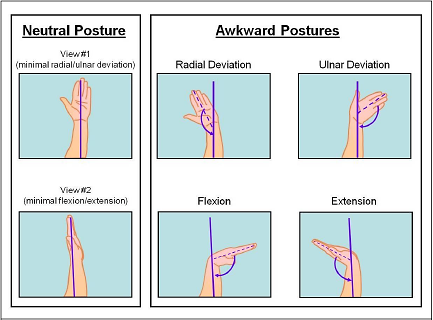 Neutral Posture
View #1
(minimal radial/ulnar deviation)
View #2
(minimal flexion/extension)
Awkward Postures
Radial Deviation
Ulnar Deviation
Flexion
Extension